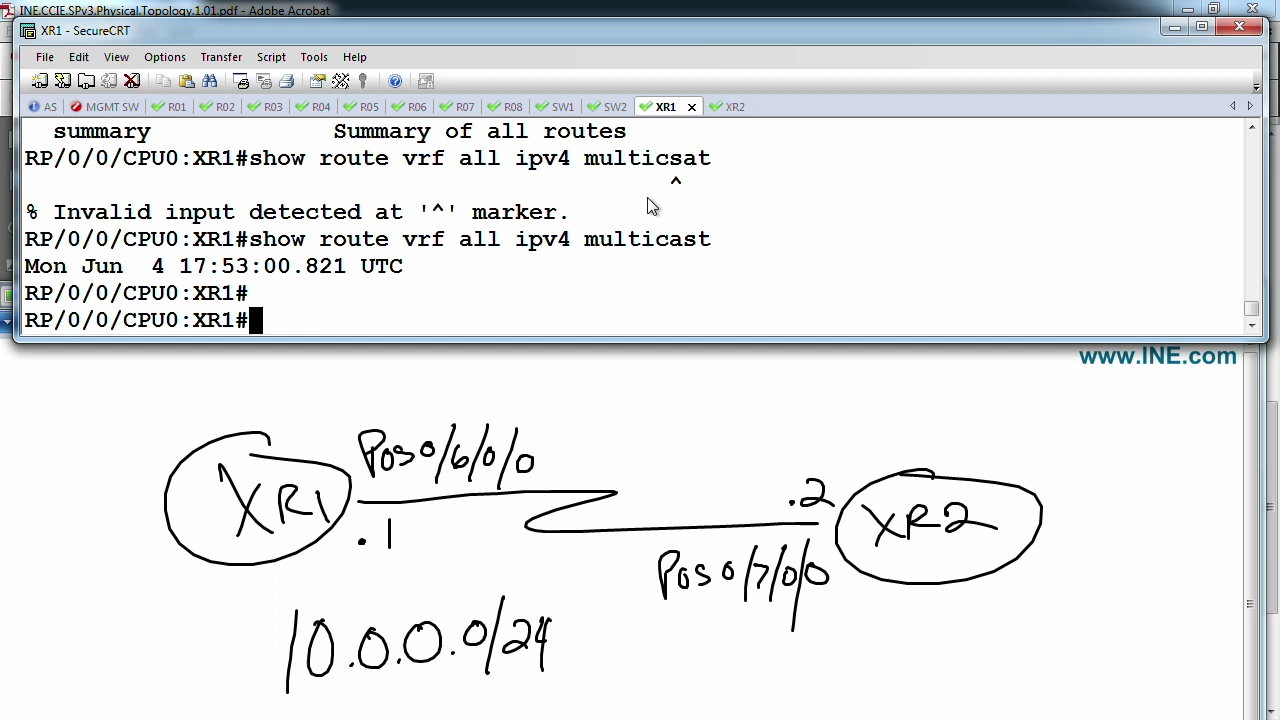 INE.CCIE.SPv3.Physical.Topology.1.01.pdf - Adobe Acrobat
XR1 - SecureCRT
File Edit View Options Transfer Script Tools Help
AS MGMT SW R01 R02 R03 R04 R05 R06 R07 R08 SW1 SW2 XR1 XR2
summary Summary of all routes
RP/0/0/CPU0:XR1#show route vrf all ipv4 multicsat
^
% Invalid input detected at '^' marker.
RP/0/0/CPU0:XR1#show route vrf all ipv4 multicast
Mon Jun 4 17:53:00.821 UTC
RP/0/0/CPU0:XR1#
RP/0/0/CPU0:XR1#
www.INE.com
Pos0/6/0/0
XR1
.1
.2
XR2
Pos0/7/0/0
10.0.0.0/24